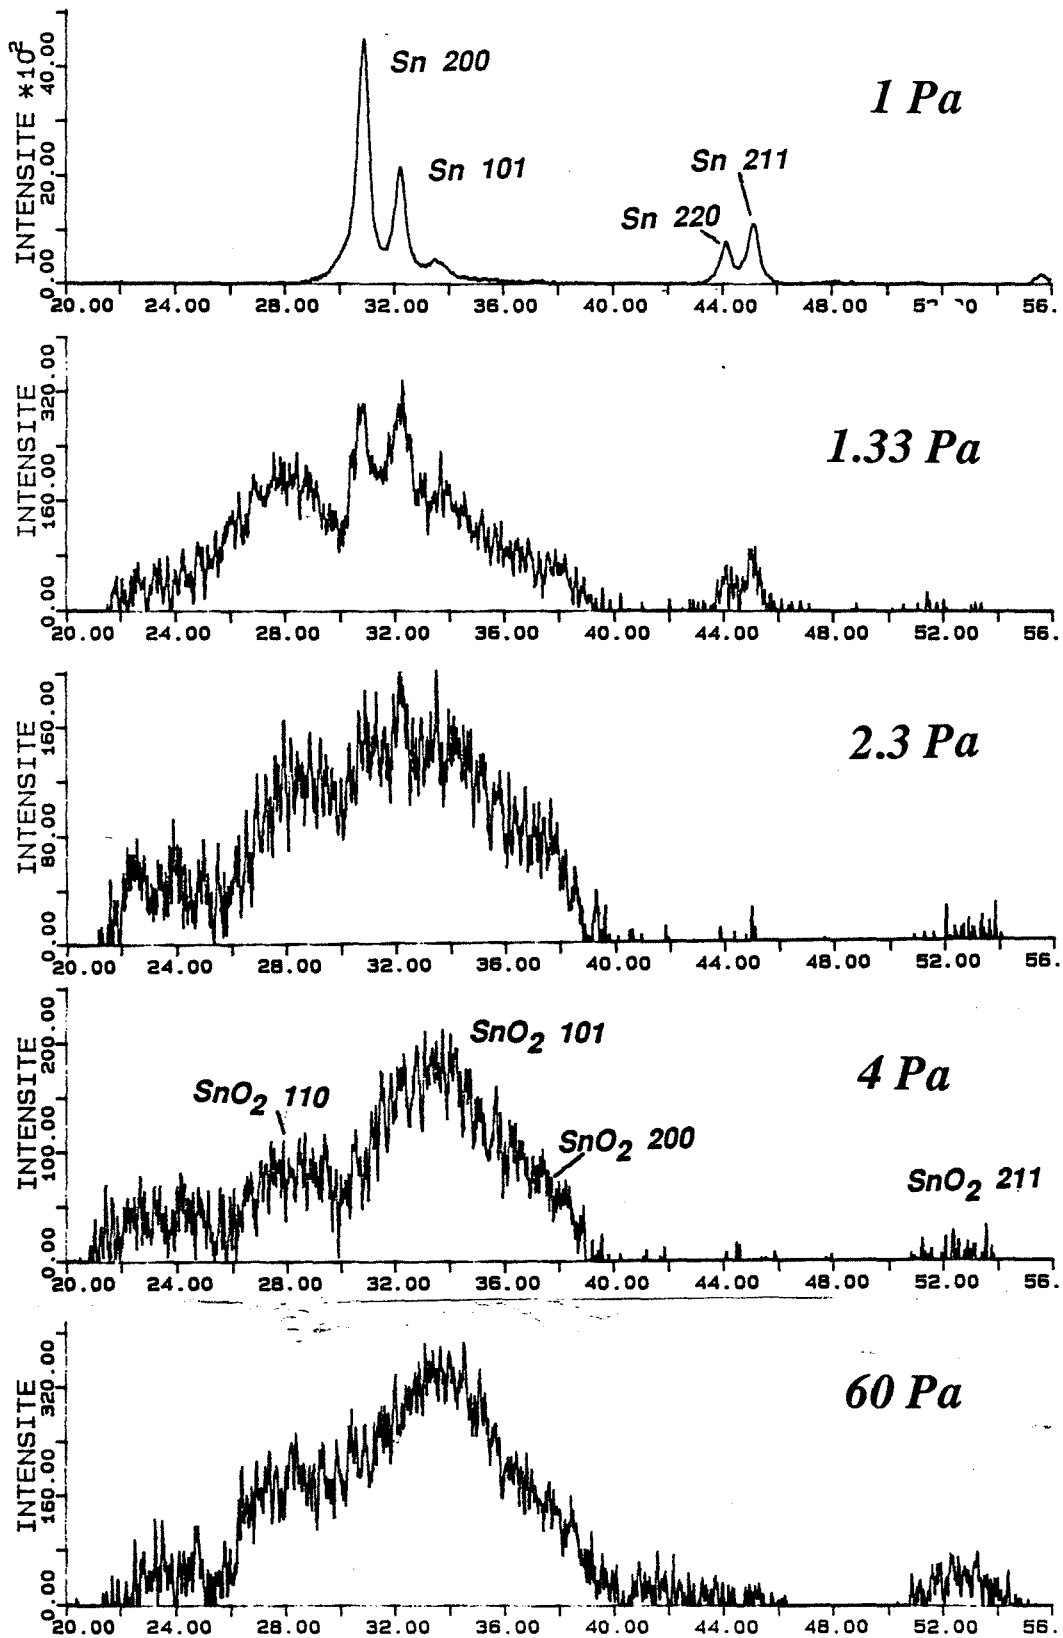 INTENSITE *10²
0.00 20.00 40.00
Sn 200
Sn 101
Sn 220
Sn 211
1 Pa
20.00 24.00 28.00 32.00 36.00 40.00 44.00 48.00 56.
INTENSITE
0.00 160.00 320.00
1.33 Pa
20.00 24.00 28.00 32.00 36.00 40.00 44.00 48.00 52.00 56.
INTENSITE
0.00 80.00 160.00
2.3 Pa
20.00 24.00 28.00 32.00 36.00 40.00 44.00 48.00 52.00 56.
INTENSITE
0.00 100.00 200.00
SnO₂ 101
SnO₂ 110
SnO₂ 200
SnO₂ 211
4 Pa
20.00 24.00 28.00 32.00 36.00 40.00 44.00 48.00 52.00 56.
INTENSITE
0.00 160.00 320.00
60 Pa
20.00 24.00 28.00 32.00 36.00 40.00 44.00 48.00 52.00 56.